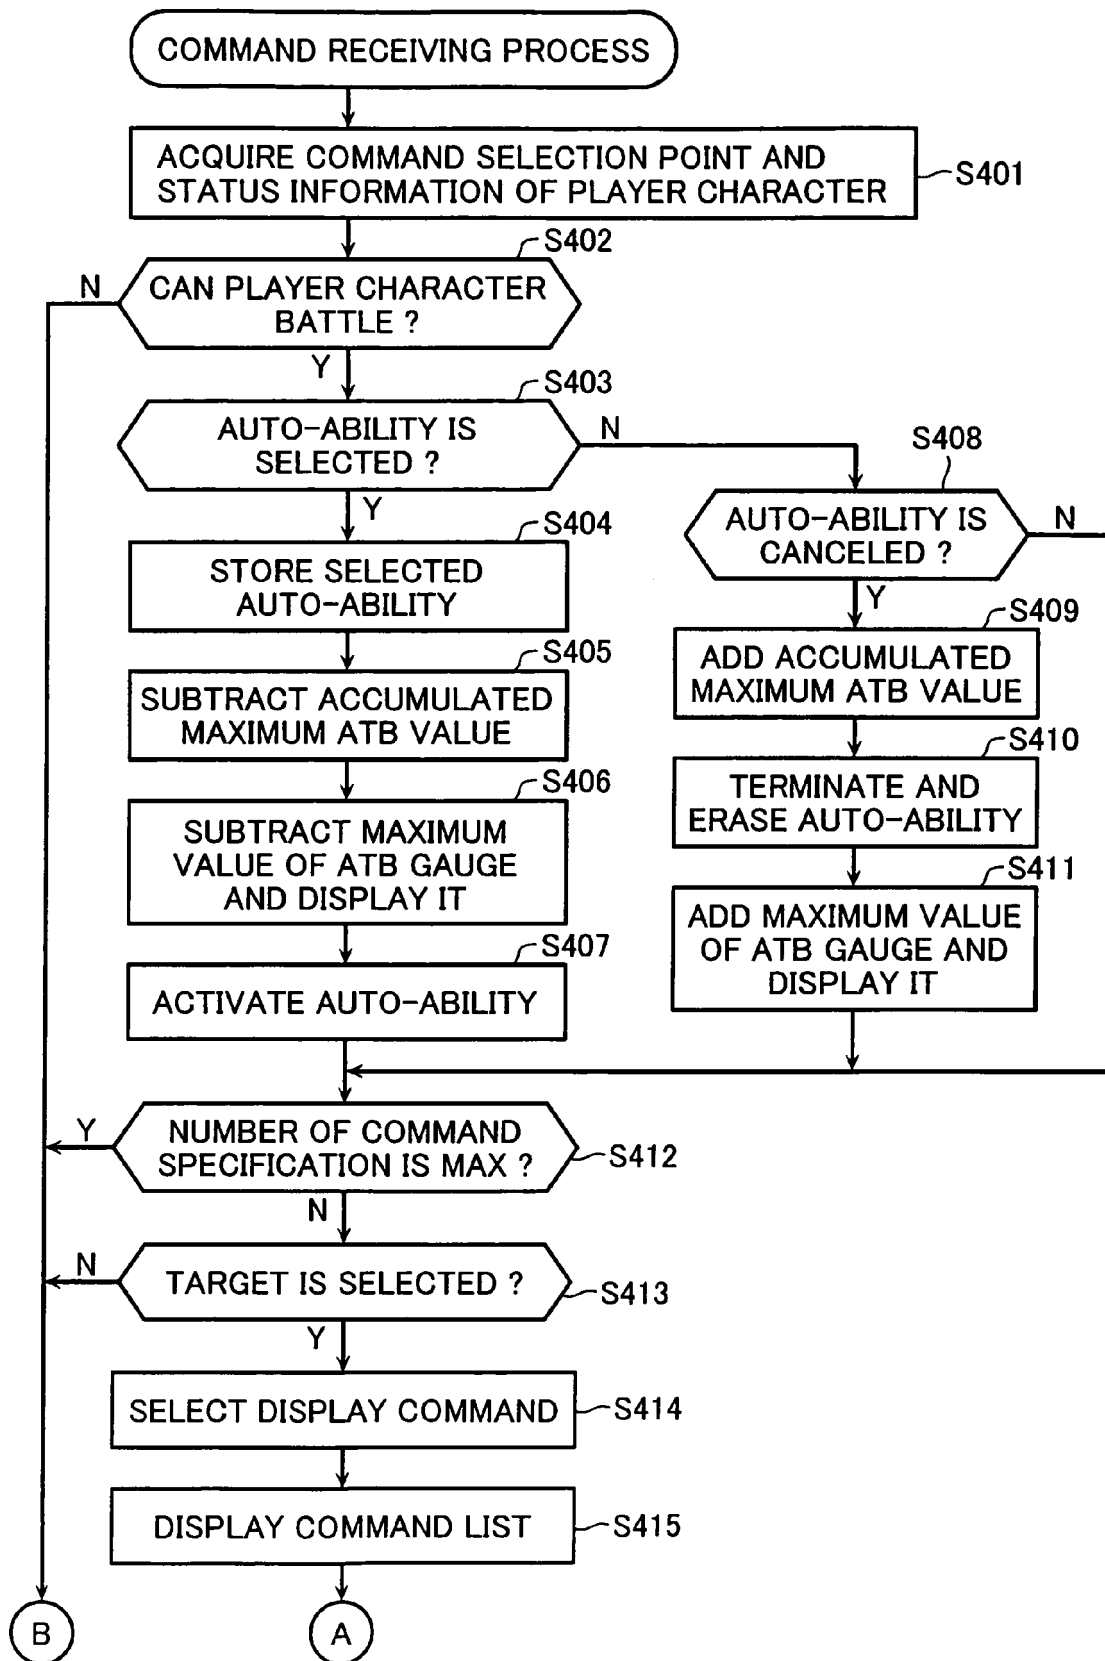 COMMAND RECEIVING PROCESS
ACQUIRE COMMAND SELECTION POINT AND
STATUS INFORMATION OF PLAYER CHARACTER
S401
S402
N
CAN PLAYER CHARACTER
BATTLE ?
Y
S403
AUTO-ABILITY IS
SELECTED ?
N
Y
S408
AUTO-ABILITY IS
CANCELED ?
N
Y
S404
STORE SELECTED
AUTO-ABILITY
S409
ADD ACCUMULATED
MAXIMUM ATB VALUE
S405
SUBTRACT ACCUMULATED
MAXIMUM ATB VALUE
S410
TERMINATE AND
ERASE AUTO-ABILITY
S406
SUBTRACT MAXIMUM
VALUE OF ATB GAUGE
AND DISPLAY IT
S411
ADD MAXIMUM VALUE
OF ATB GAUGE AND
DISPLAY IT
S407
ACTIVATE AUTO-ABILITY
Y
NUMBER OF COMMAND
SPECIFICATION IS MAX ?
S412
N
N
TARGET IS SELECTED ?
S413
Y
SELECT DISPLAY COMMAND
S414
DISPLAY COMMAND LIST
S415
B
A